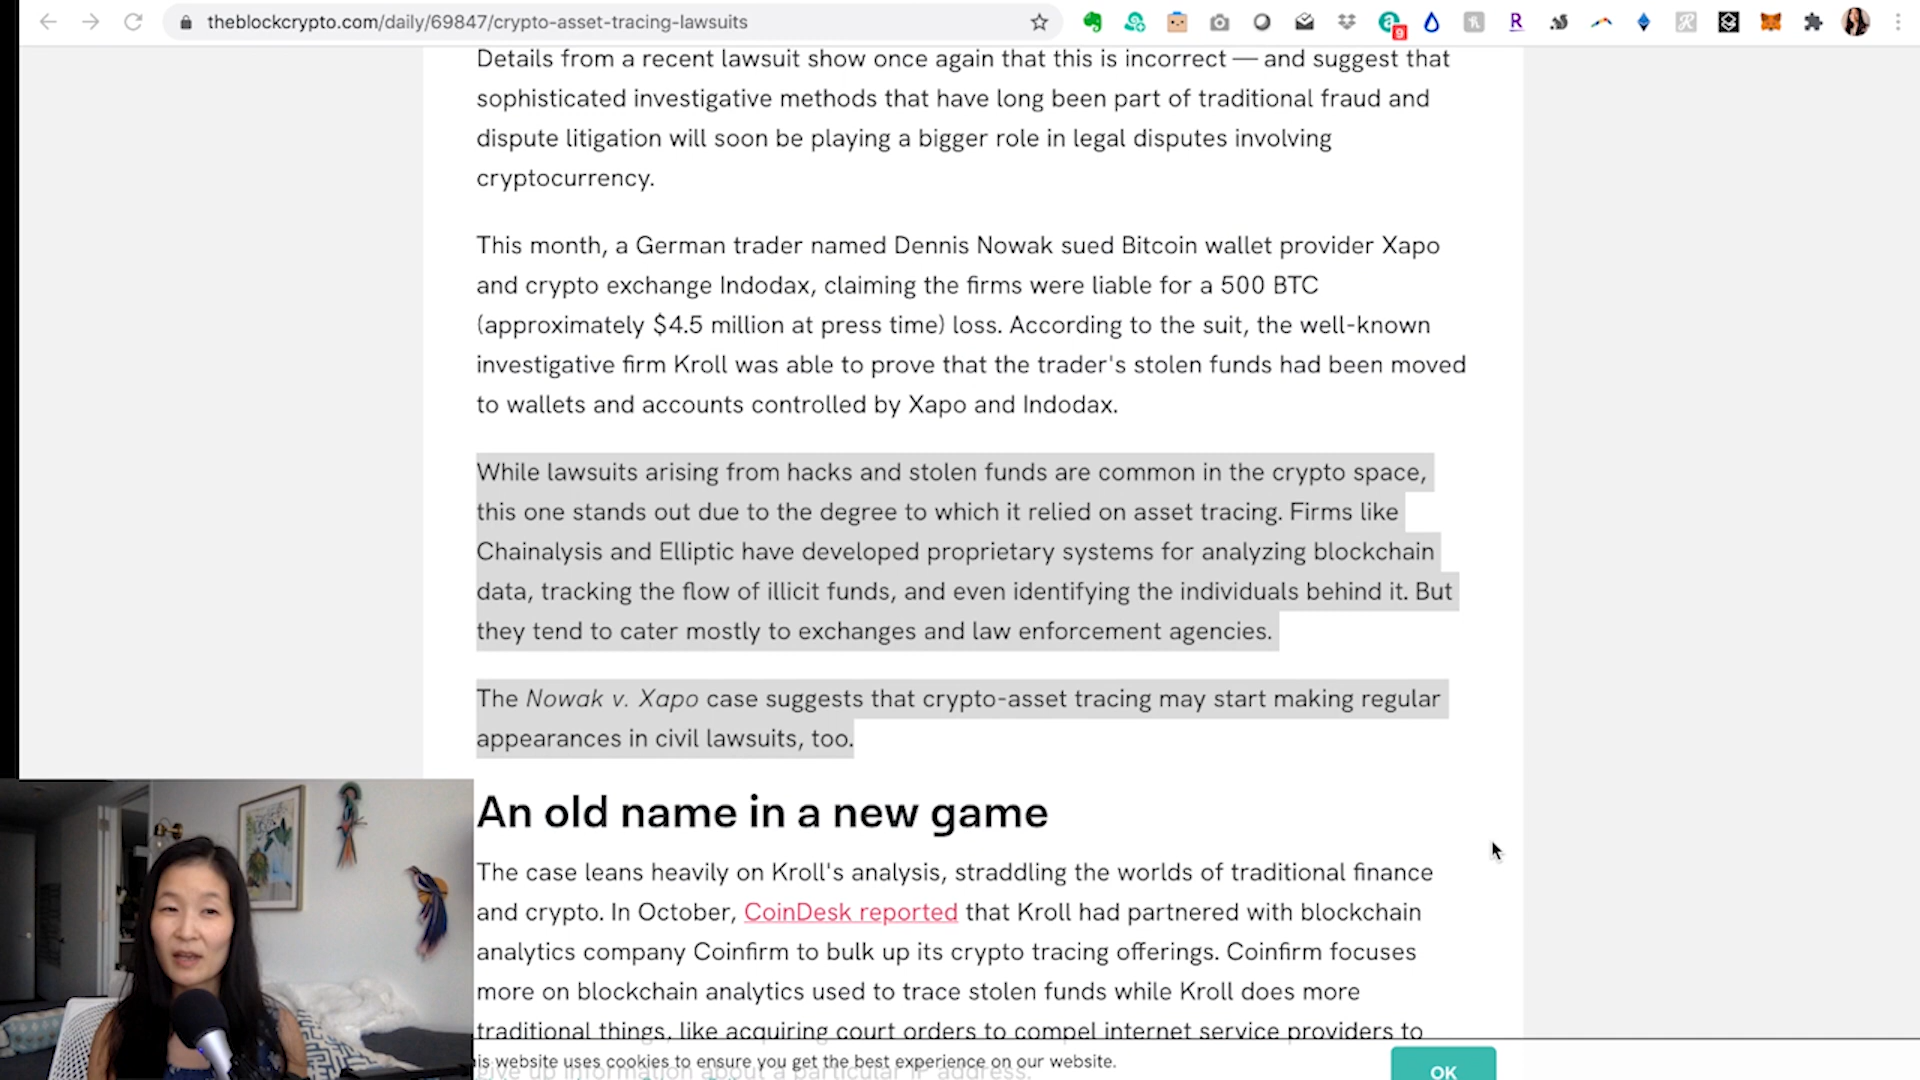 theblockcrypto.com/daily/69847/crypto-asset-tracing-lawsuits
9
Details from a recent lawsuit show once again that this is incorrect — and suggest that
sophisticated investigative methods that have long been part of traditional fraud and
dispute litigation will soon be playing a bigger role in legal disputes involving
cryptocurrency.
This month, a German trader named Dennis Nowak sued Bitcoin wallet provider Xapo
and crypto exchange Indodax, claiming the firms were liable for a 500 BTC
(approximately $4.5 million at press time) loss. According to the suit, the well-known
investigative firm Kroll was able to prove that the trader's stolen funds had been moved
to wallets and accounts controlled by Xapo and Indodax.
While lawsuits arising from hacks and stolen funds are common in the crypto space,
this one stands out due to the degree to which it relied on asset tracing. Firms like
Chainalysis and Elliptic have developed proprietary systems for analyzing blockchain
data, tracking the flow of illicit funds, and even identifying the individuals behind it. But
they tend to cater mostly to exchanges and law enforcement agencies.
The Nowak v. Xapo case suggests that crypto-asset tracing may start making regular
appearances in civil lawsuits, too.
An old name in a new game
The case leans heavily on Kroll's analysis, straddling the worlds of traditional finance
and crypto. In October, CoinDesk reported that Kroll had partnered with blockchain
analytics company Coinfirm to bulk up its crypto tracing offerings. Coinfirm focuses
more on blockchain analytics used to trace stolen funds while Kroll does more
traditional things, like acquiring court orders to compel internet service providers to
give up information about a particular IP address.
is website uses cookies to ensure you get the best experience on our website.
OK